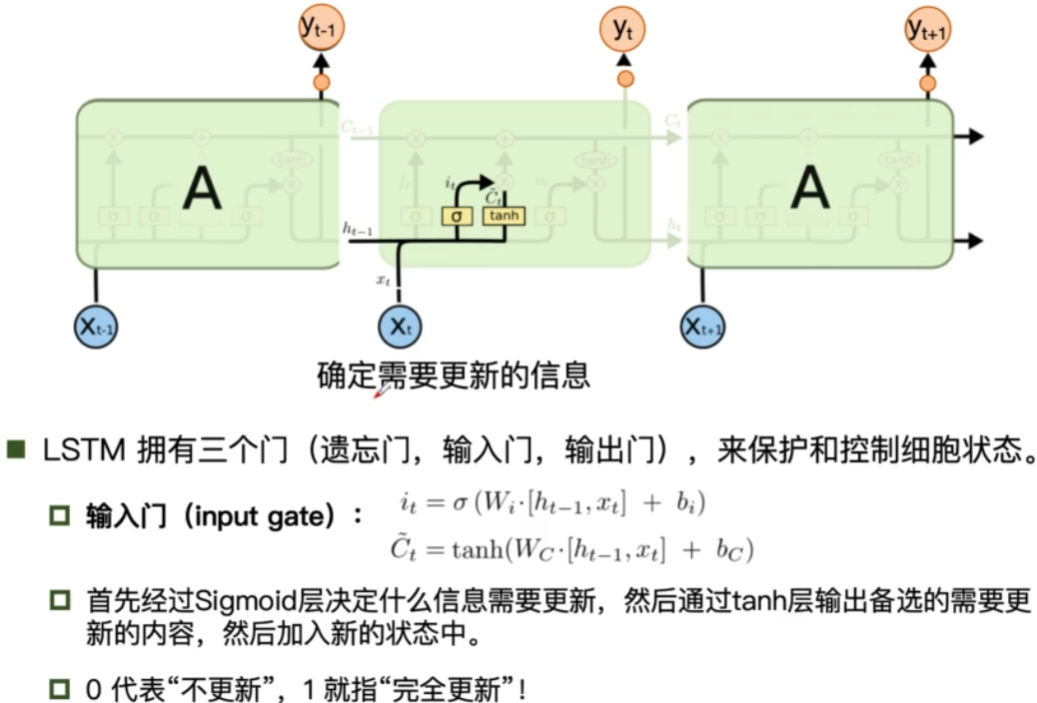 y_{t-1} y_t y_{t+1}
C_{t-1} C_t
tanh tanh tanh
A f_t i_t C̃_t o_t A
σ σ σ σ σ tanh σ σ σ σ
h_{t-1} h_t
x_t
X_{t-1} X_t X_{t+1}
确定需要更新的信息
LSTM 拥有三个门（遗忘门，输入门，输出门），来保护和控制细胞状态。
输入门（input gate）： i_t = σ(W_i·[h_{t-1}, x_t] + b_i)
C̃_t = tanh(W_C·[h_{t-1}, x_t] + b_C)
首先经过Sigmoid层决定什么信息需要更新，然后通过tanh层输出备选的需要更
新的内容，然后加入新的状态中。
0 代表“不更新”，1 就指“完全更新”！